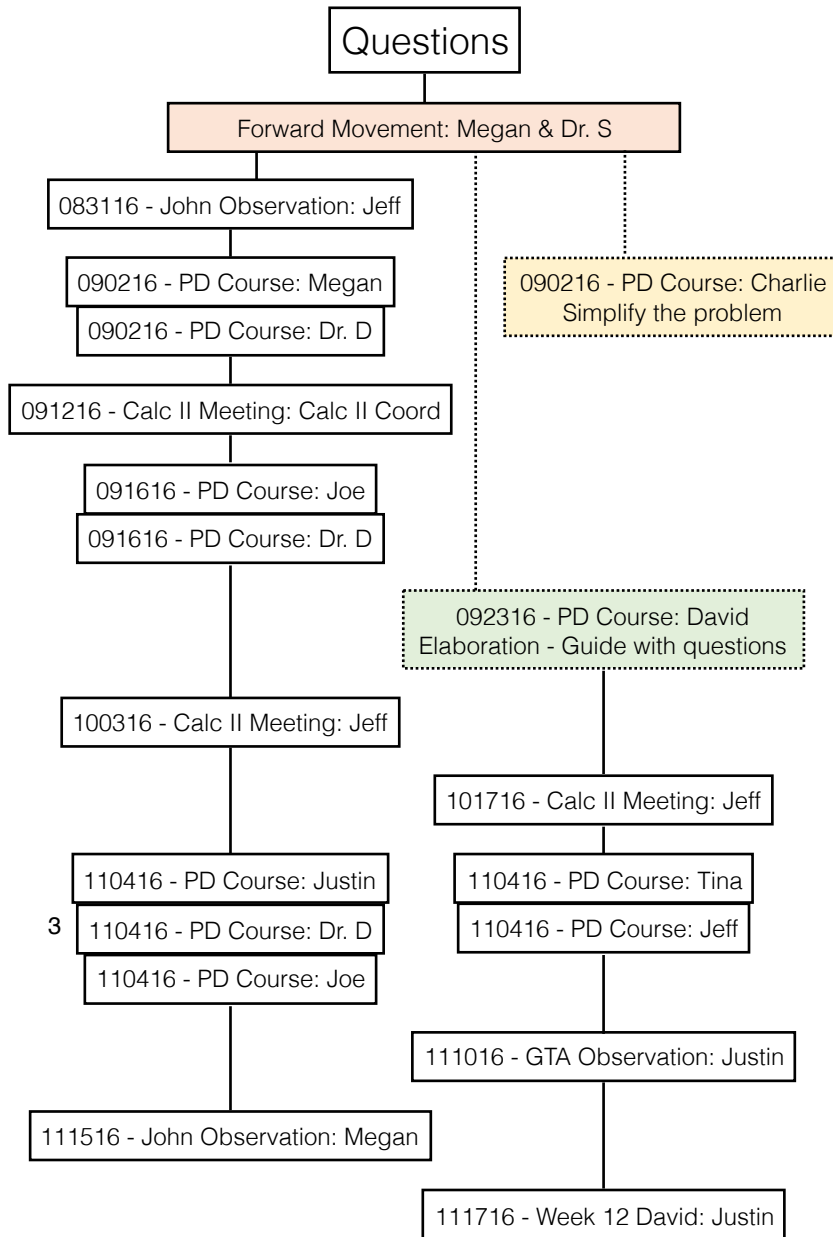 Questions
Forward Movement: Megan & Dr. S
083116 - John Observation: Jeff
090216 - PD Course: Megan
090216 - PD Course: Dr. D
090216 - PD Course: Charlie
Simplify the problem
091216 - Calc II Meeting: Calc II Coord
091616 - PD Course: Joe
091616 - PD Course: Dr. D
092316 - PD Course: David
Elaboration - Guide with questions
100316 - Calc II Meeting: Jeff
101716 - Calc II Meeting: Jeff
110416 - PD Course: Justin
3 110416 - PD Course: Dr. D
110416 - PD Course: Joe
110416 - PD Course: Tina
110416 - PD Course: Jeff
111016 - GTA Observation: Justin
111516 - John Observation: Megan
111716 - Week 12 David: Justin